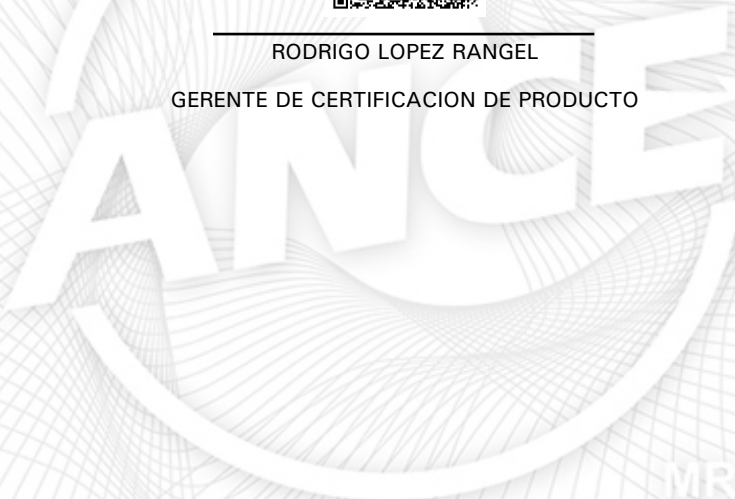 RODRIGO LOPEZ RANGEL
GERENTE DE CERTIFICACION DE PRODUCTO
ANCE
MR